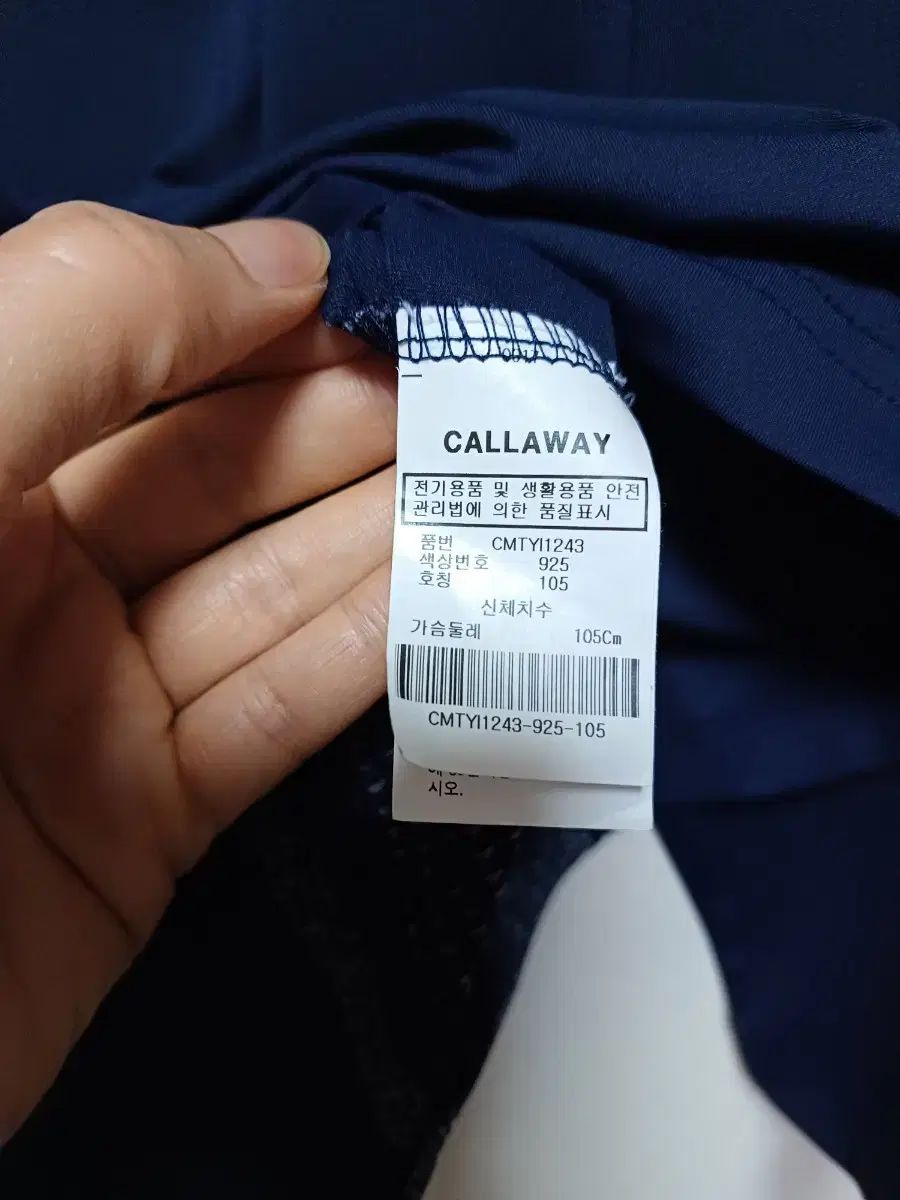 CALLAWAY
전기용품 및 생활용품 안전
관리법에 의한 품질표시
품번 CMTYI1243
색상번호 925
호칭 105
신체치수
가슴둘레 105Cm
CMTYI1243-925-105
시오.